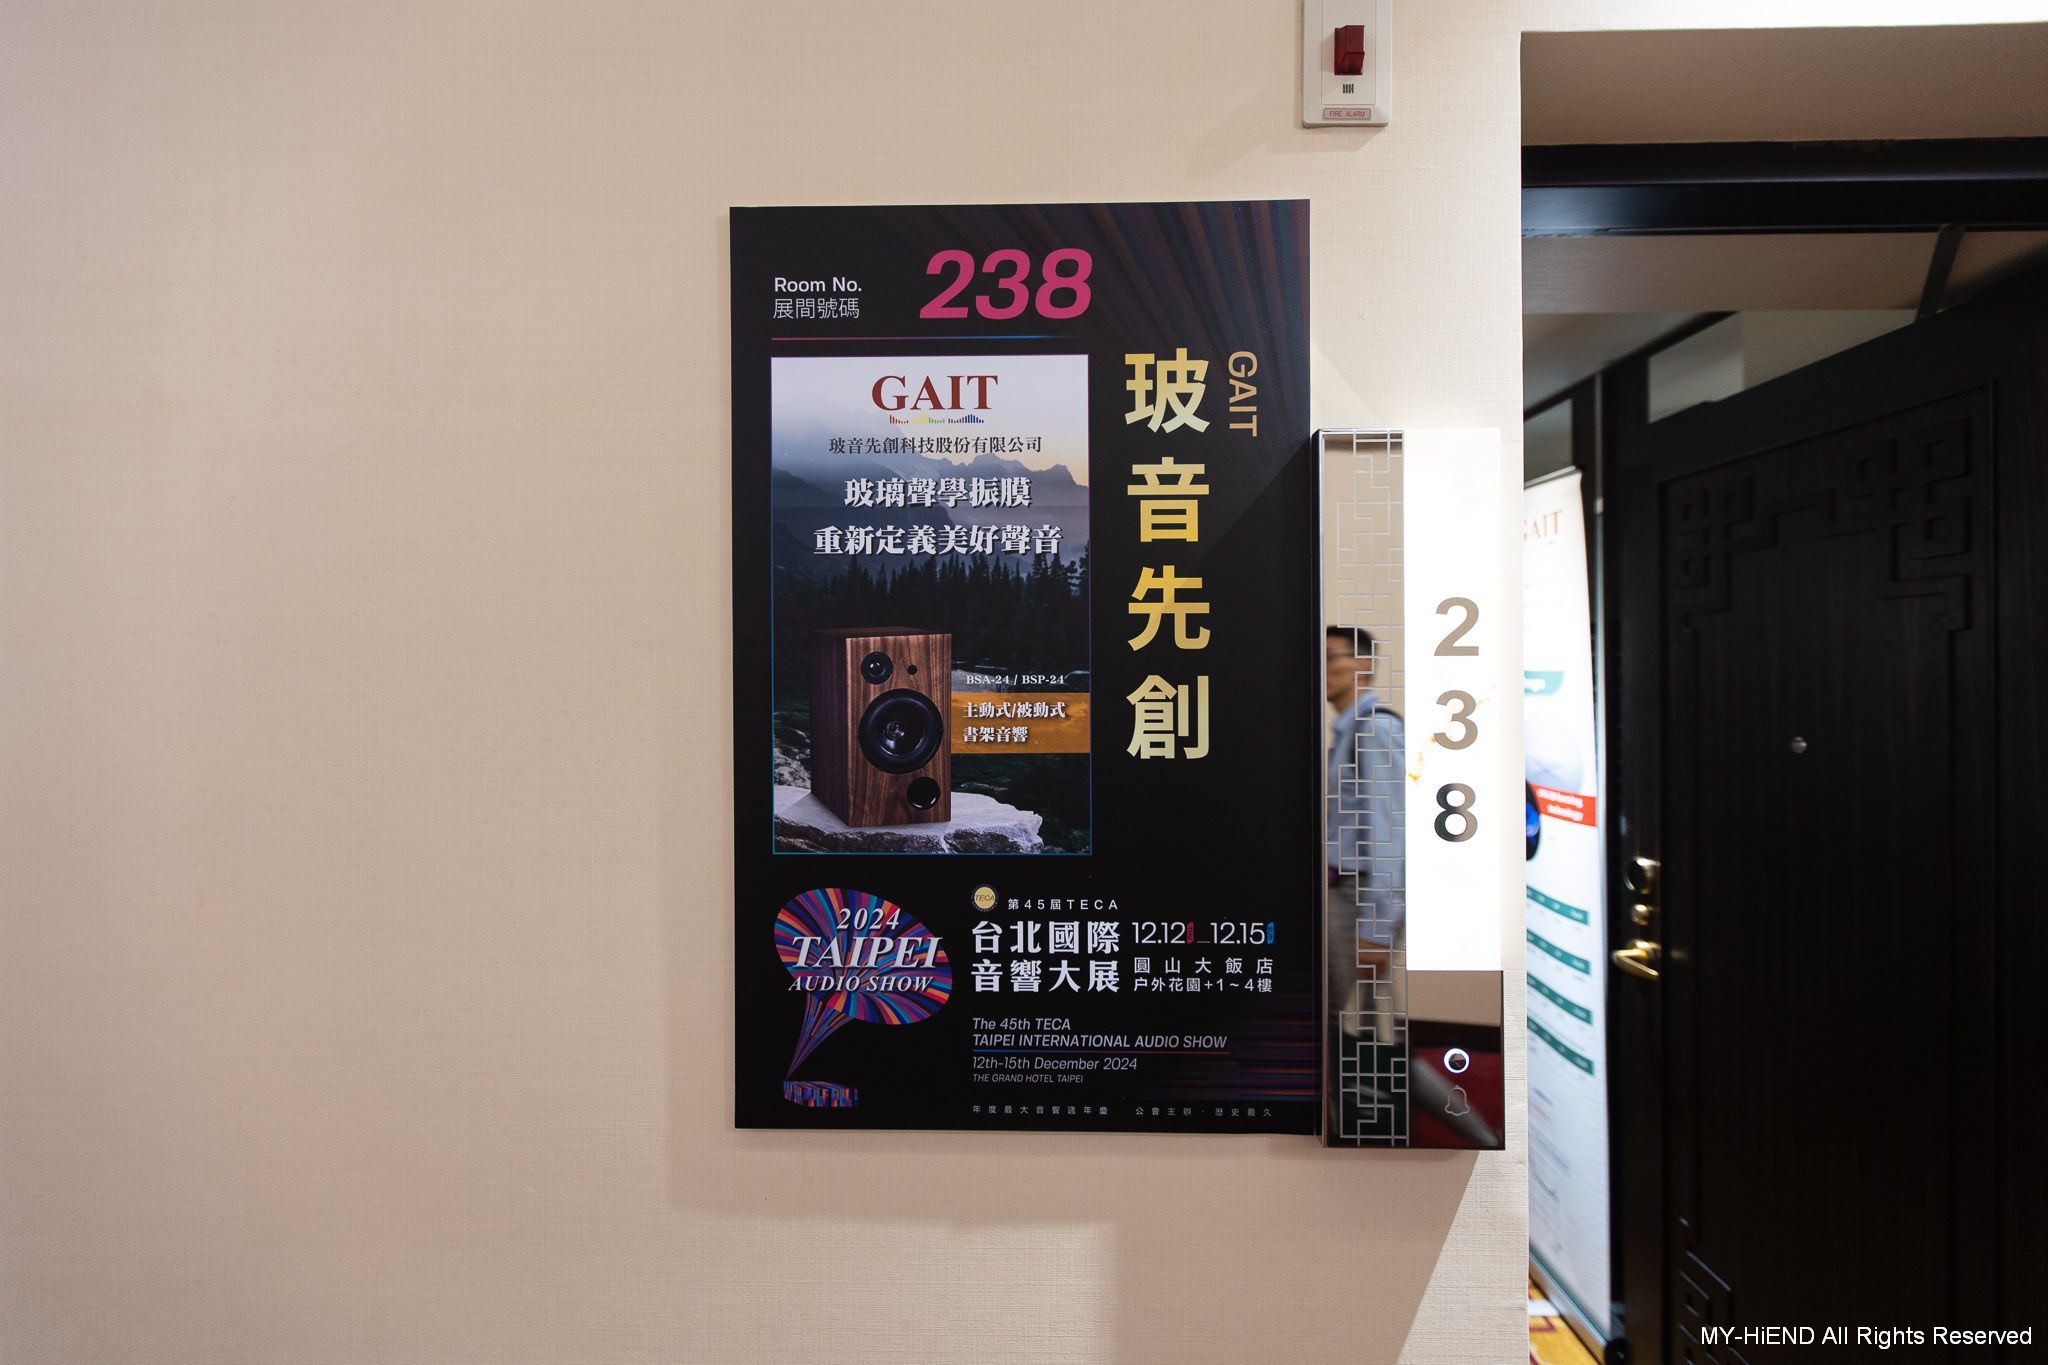 FIRE ALARM
Room No.
展間號碼
238
GAIT
玻音先創科技股份有限公司
玻璃聲學振膜
重新定義美好聲音
BSA-24 / BSP-24
主動式/被動式
書架音響
玻音先創
GAIT
2024
TAIPEI
AUDIO SHOW
TECA
第45屆TECA
台北國際
音響大展
12.12 — 12.15
圓山大飯店
户外花園+1~4樓
The 45th TECA
TAIPEI INTERNATIONAL AUDIO SHOW
12th-15th December 2024
THE GRAND HOTEL TAIPEI
年度最大音響週年慶 公會主辦·歷史最久
238
GAIT
MY-HiEND All Rights Reserved